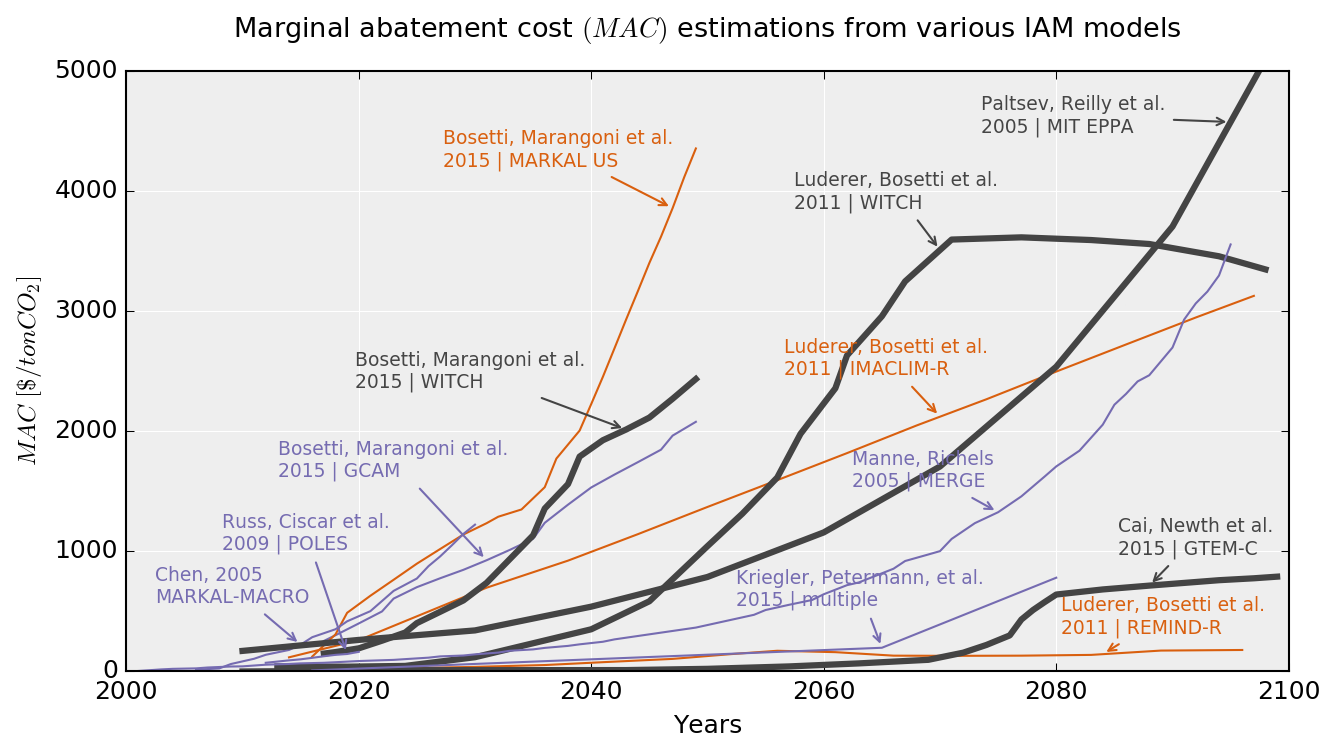 Marginal abatement cost (MAC) estimations from various IAM models
5000
4000
3000
2000
1000
0
MAC [$/tonCO₂]
Paltsev, Reilly et al.
2005 | MIT EPPA
Bosetti, Marangoni et al.
2015 | MARKAL US
Luderer, Bosetti et al.
2011 | WITCH
Luderer, Bosetti et al.
2011 | IMACLIM-R
Bosetti, Marangoni et al.
2015 | WITCH
Bosetti, Marangoni et al.
2015 | GCAM
Manne, Richels
2005 | MERGE
Russ, Ciscar et al.
2009 | POLES
Cai, Newth et al.
2015 | GTEM-C
Chen, 2005
MARKAL-MACRO
Kriegler, Petermann, et al.
2015 | multiple
Luderer, Bosetti et al.
2011 | REMIND-R
2000 2020 2040 2060 2080 2100
Years